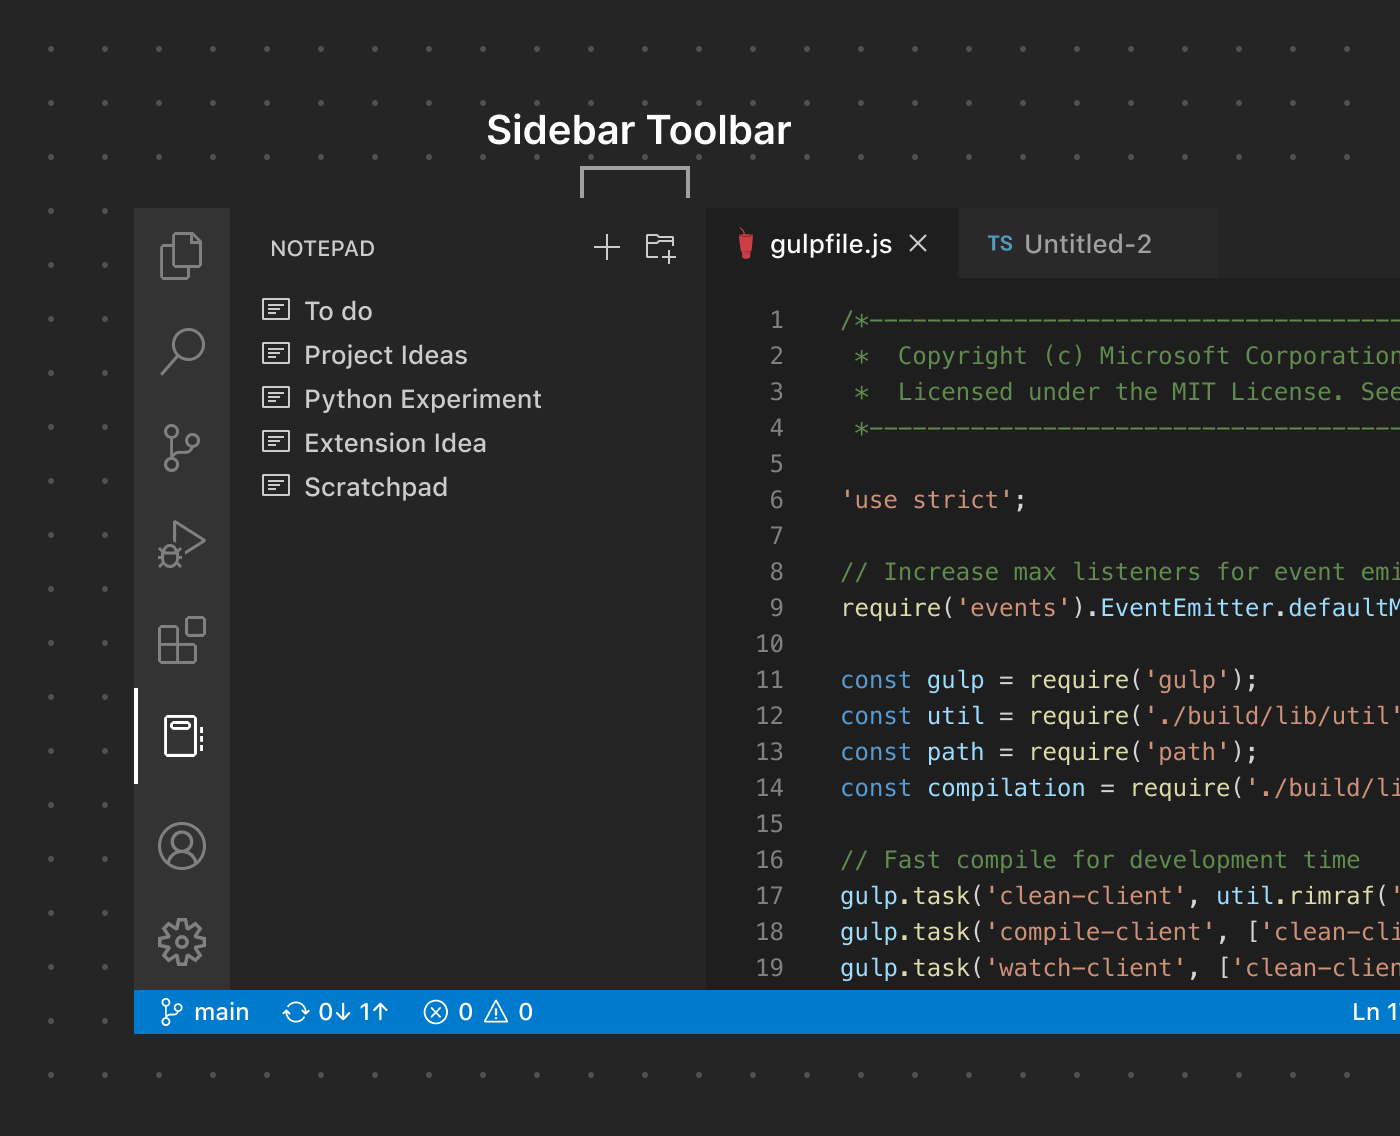 Sidebar Toolbar
NOTEPAD
To do
Project Ideas
Python Experiment
Extension Idea
Scratchpad
gulpfile.js
TS Untitled-2
1 /*--------------------------------------
2 * Copyright (c) Microsoft Corporation
3 * Licensed under the MIT License. See
4 *--------------------------------------
5
6 'use strict';
7
8 // Increase max listeners for event emi
9 require('events').EventEmitter.defaultM
10
11 const gulp = require('gulp');
12 const util = require('./build/lib/util'
13 const path = require('path');
14 const compilation = require('./build/li
15
16 // Fast compile for development time
17 gulp.task('clean-client', util.rimraf('
18 gulp.task('compile-client', ['clean-cli
19 gulp.task('watch-client', ['clean-clien
main 0↓ 1↑ 0 0 Ln 1